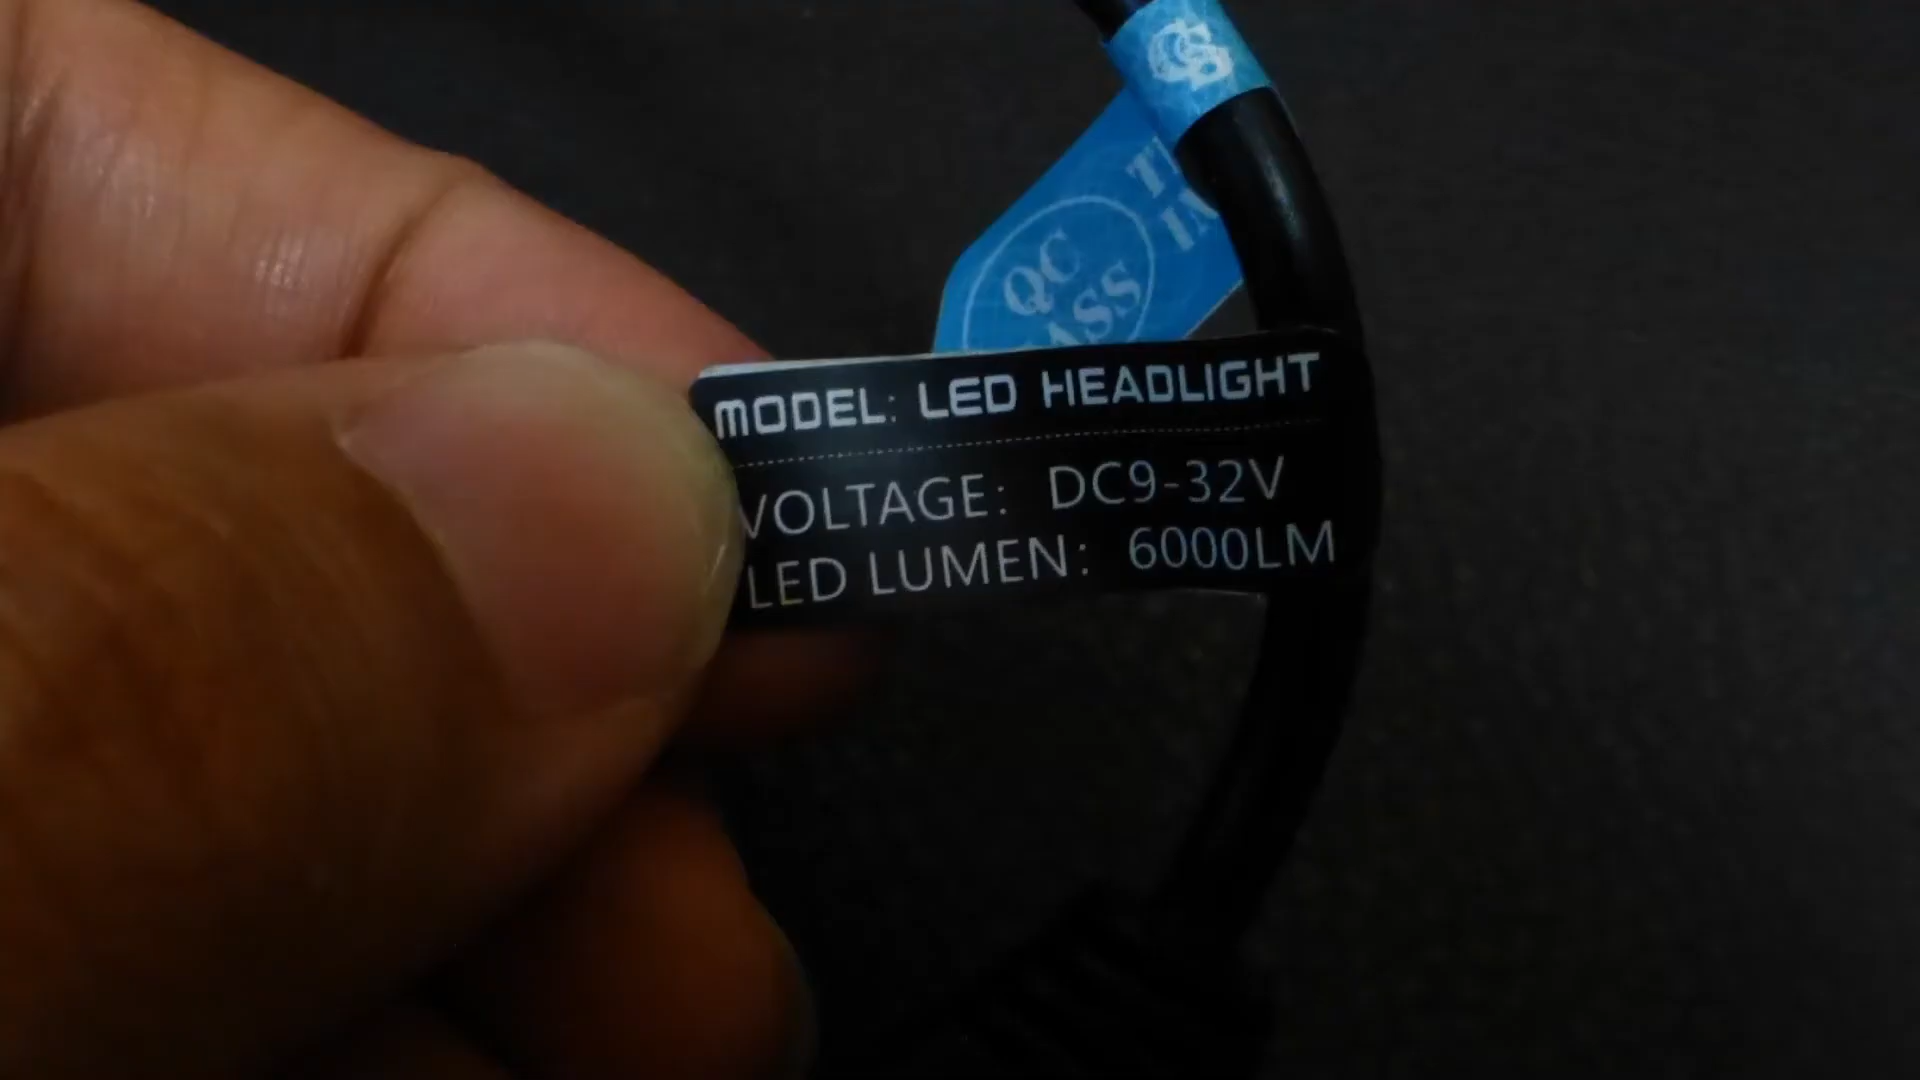 QC
MODEL: LED HEADLIGHT
VOLTAGE: DC9-32V
LED LUMEN: 6000LM